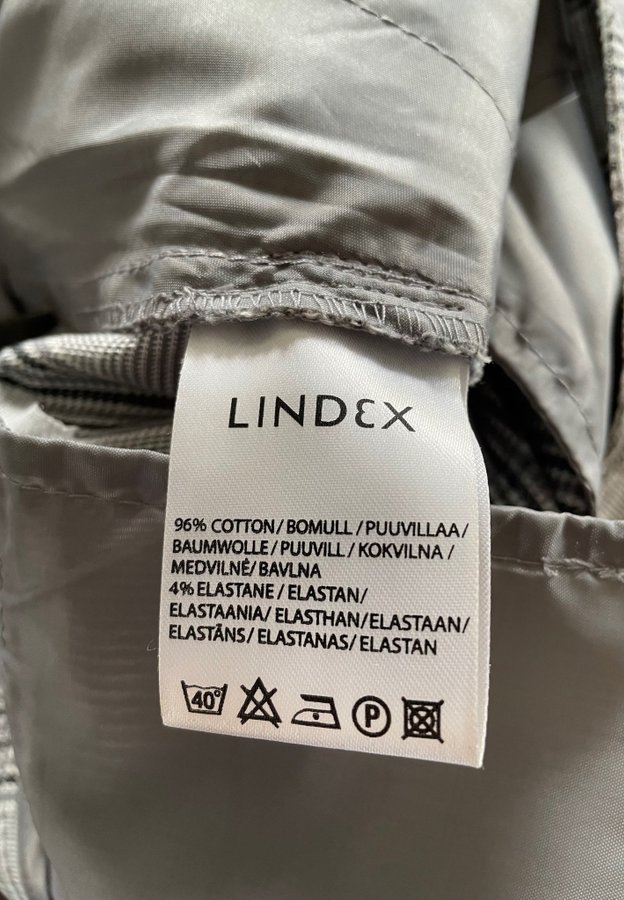 LINDEX
96% COTTON/BOMULL/PUUVILLAA/
BAUMWOLLE/PUUVILL/KOKVILNA/
MEDVILNĖ/BAVLNA
4% ELASTANE/ELASTAN/
ELASTAANIA/ELASTHAN/ELASTAAN/
ELASTĀNS/ELASTANAS/ELASTAN
40° P